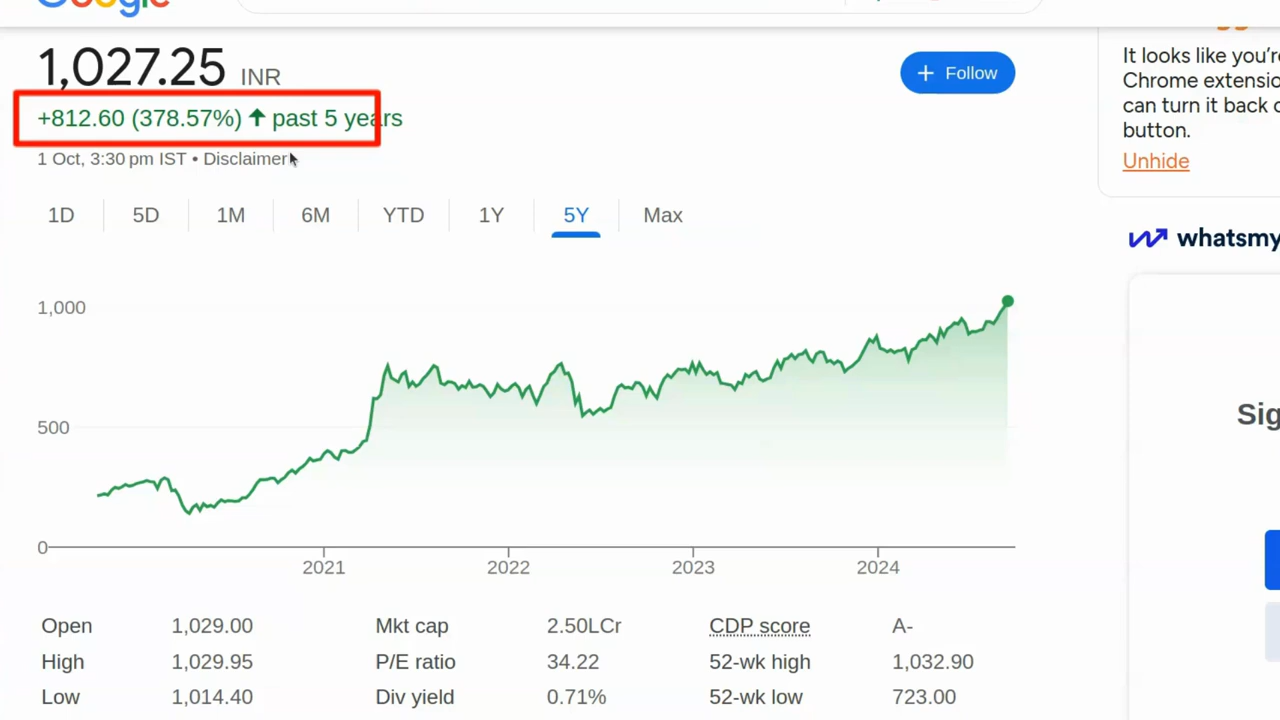 Google
1,027.25 INR
+ Follow
+812.60 (378.57%) ↑ past 5 years
1 Oct, 3:30 pm IST • Disclaimer
1D 5D 1M 6M YTD 1Y 5Y Max
1,000
500
0
2021 2022 2023 2024
Open 1,029.00 Mkt cap 2.50LCr CDP score A-
High 1,029.95 P/E ratio 34.22 52-wk high 1,032.90
Low 1,014.40 Div yield 0.71% 52-wk low 723.00
It looks like you're
Chrome extensio
can turn it back o
button.
Unhide
whatsmy
Sig